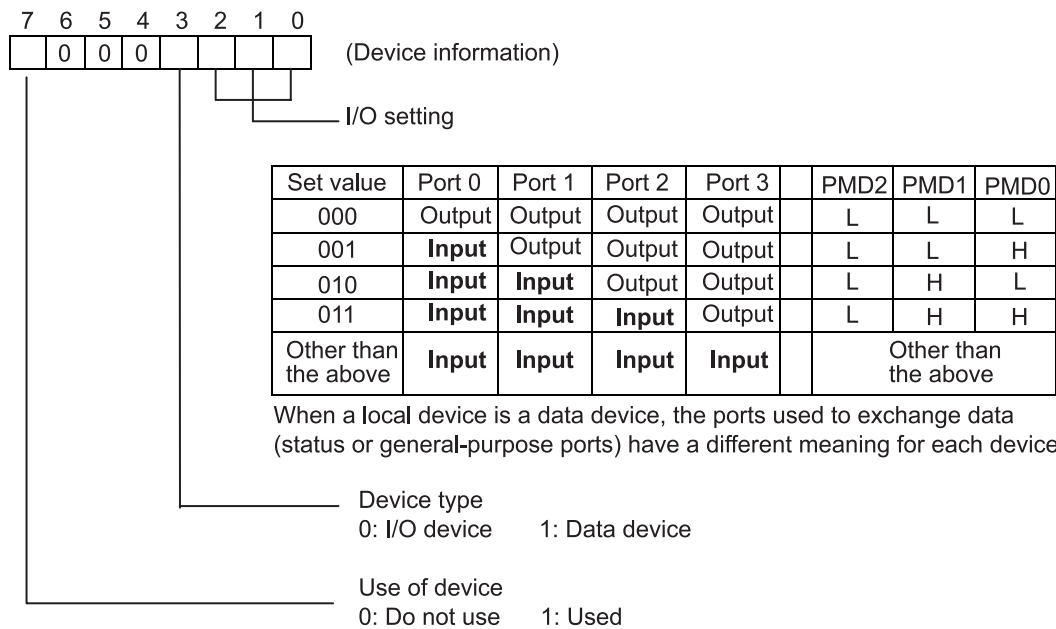 7 6 5 4 3 2 1 0
0 0 0 (Device information)
I/O setting
Set value Port 0 Port 1 Port 2 Port 3 PMD2 PMD1 PMD0
000 Output Output Output Output L L L
001 Input Output Output Output L L H
010 Input Input Output Output L H L
011 Input Input Input Output L H H
Other than the above Input Input Input Input Other than the above
When a local device is a data device, the ports used to exchange data
(status or general-purpose ports) have a different meaning for each device
Device type
0: I/O device 1: Data device
Use of device
0: Do not use 1: Used